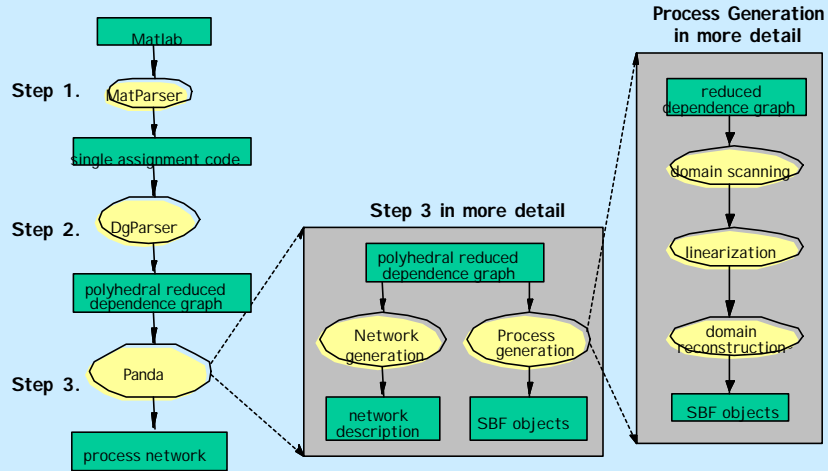 Matlab
Step 1.
MatParser
single assignment code
Step 2.
DgParser
polyhedral reduced
dependence graph
Step 3.
Panda
process network
Step 3 in more detail
polyhedral reduced
dependence graph
Network
generation
Process
generation
network
description
SBF objects
Process Generation
in more detail
reduced
dependence graph
domain scanning
linearization
domain
reconstruction
SBF objects